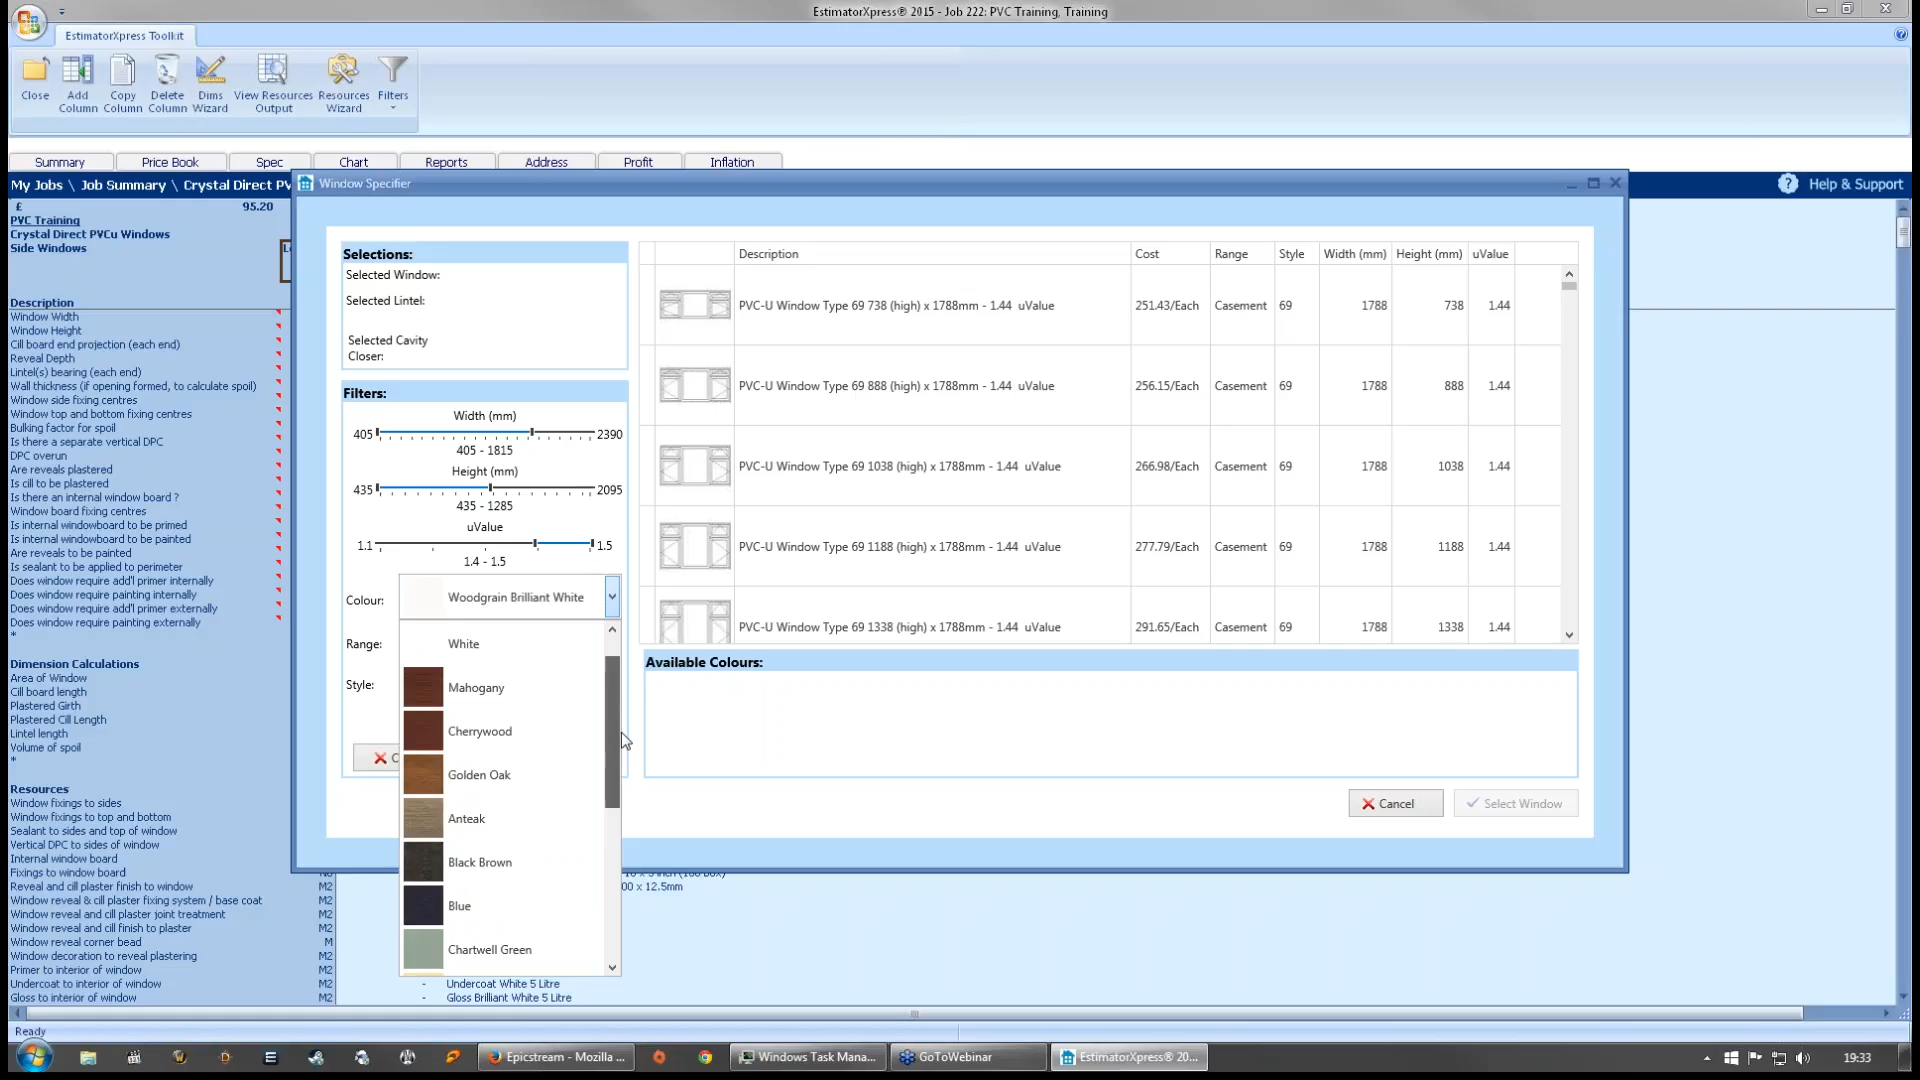 EstimatorXpress® 2015 - Job 222: PVC Training, Training
EstimatorXpress Toolkit
Close
Add Column
Copy Column
Delete Column
Dims Wizard
View Resources Output
Resources Wizard
Filters
Summary
Price Book
Spec
Chart
Reports
Address
Profit
Inflation
My Jobs \ Job Summary \ Crystal Direct PV
Help & Support
£ 95.20
PVC Training
Crystal Direct PVCu Windows
Side Windows
Description
Window Width
Window Height
Cill board end projection (each end)
Reveal Depth
Lintel(s) bearing (each end)
Wall thickness (if opening formed, to calculate spoil)
Window side fixing centres
Window top and bottom fixing centres
Bulking factor for spoil
Is there a separate vertical DPC
DPC overun
Are reveals plastered
Is cill to be plastered
Is there an internal window board ?
Window board fixing centres
Is internal windowboard to be primed
Is internal windowboard to be painted
Are reveals to be painted
Is sealant to be applied to perimeter
Does window require add'l primer internally
Does window require painting internally
Does window require add'l primer externally
Does window require painting externally
*
Dimension Calculations
Area of Window
Cill board length
Plastered Girth
Plastered Cill Length
Lintel length
Volume of spoil
*
Resources
Window fixings to sides
Window fixings to top and bottom
Sealant to sides and top of window
Vertical DPC to sides of window
Internal window board
Fixings to window board
Reveal and cill plaster finish to window M2
Window reveal & cill plaster fixing system / base coat M2
Window reveal and cill plaster joint treatment M2
Window reveal and cill finish to plaster M2
Window reveal corner bead M
Window decoration to reveal plastering M2
Primer to interior of window M2
Undercoat to interior of window M2 - Undercoat White 5 Litre
Gloss to interior of window M2 - Gloss Brilliant White 5 Litre
00 x 12.5mm
Window Specifier
Selections:
Selected Window:
Selected Lintel:
Selected Cavity
Closer:
Filters:
Width (mm)
405 2390
405 - 1815
Height (mm)
435 2095
435 - 1285
uValue
1.1 1.5
1.4 - 1.5
Colour: Woodgrain Brilliant White
Range:
Style:
White
Mahogany
Cherrywood
Golden Oak
Anteak
Black Brown
Blue
Chartwell Green
Description Cost Range Style Width (mm) Height (mm) uValue
PVC-U Window Type 69 738 (high) x 1788mm - 1.44 uValue 251.43/Each Casement 69 1788 738 1.44
PVC-U Window Type 69 888 (high) x 1788mm - 1.44 uValue 256.15/Each Casement 69 1788 888 1.44
PVC-U Window Type 69 1038 (high) x 1788mm - 1.44 uValue 266.98/Each Casement 69 1788 1038 1.44
PVC-U Window Type 69 1188 (high) x 1788mm - 1.44 uValue 277.79/Each Casement 69 1788 1188 1.44
PVC-U Window Type 69 1338 (high) x 1788mm - 1.44 uValue 291.65/Each Casement 69 1788 1338 1.44
Available Colours:
Cancel
Select Window
Ready
Epicstream - Mozilla ...
Windows Task Mana...
GoToWebinar
EstimatorXpress® 20...
19:33